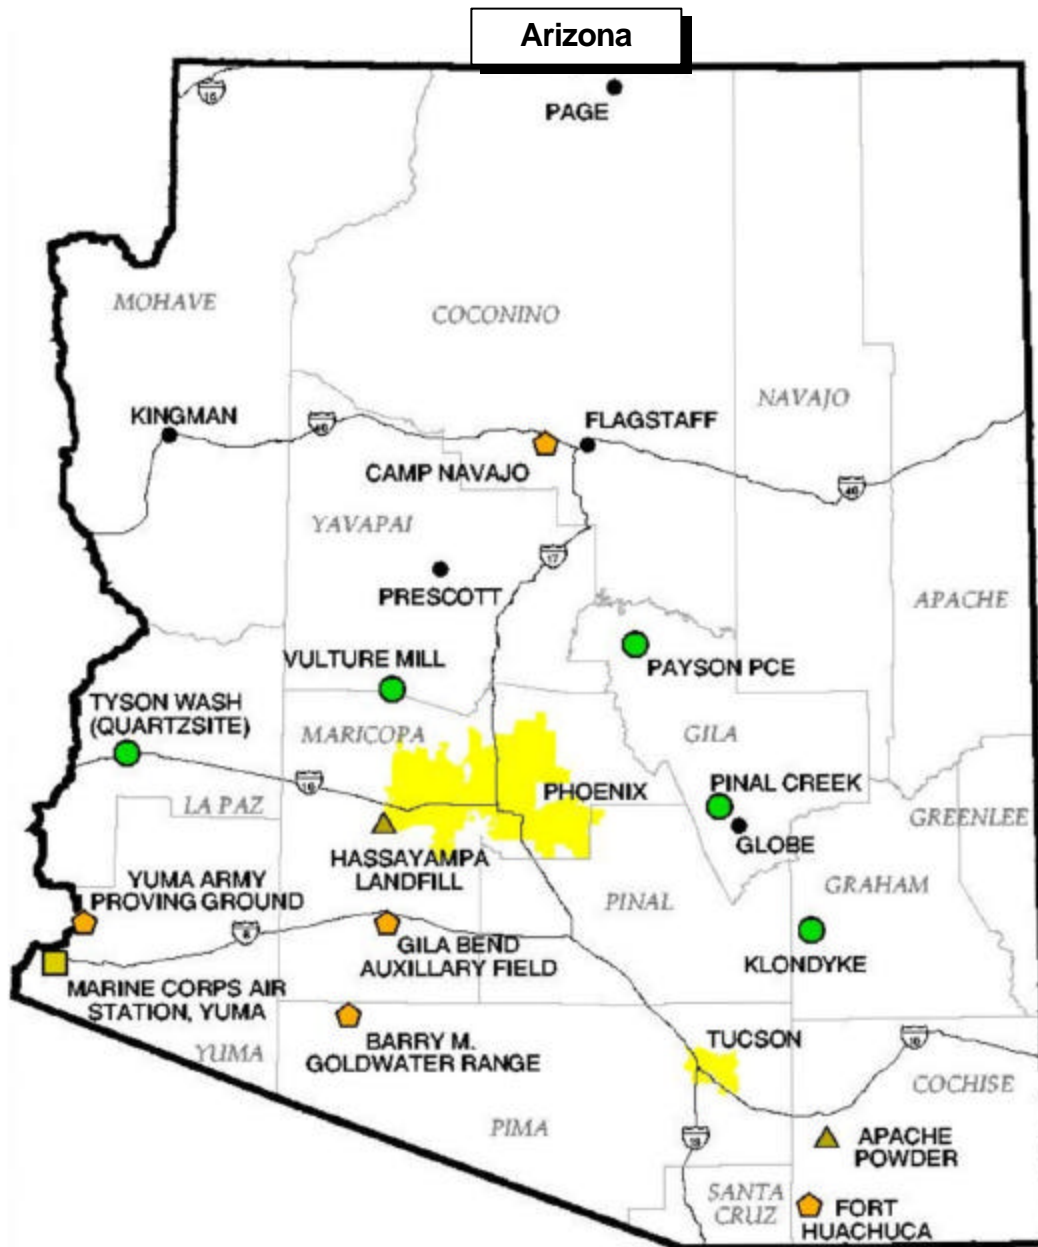 Arizona
15
PAGE
MOHAVE
COCONINO
NAVAJO
KINGMAN
40
FLAGSTAFF
CAMP NAVAJO
40
YAVAPAI
17
PRESCOTT
APACHE
VULTURE MILL
PAYSON PCE
TYSON WASH
(QUARTZSITE)
MARICOPA
GILA
10
PHOENIX
PINAL CREEK
LA PAZ
GREENLEE
GLOBE
HASSAYAMPA
LANDFILL
YUMA ARMY
PROVING GROUND
PINAL
GRAHAM
8
GILA BEND
AUXILLARY FIELD
KLONDYKE
MARINE CORPS AIR
STATION, YUMA
BARRY M.
GOLDWATER RANGE
YUMA
TUCSON
10
COCHISE
PIMA
19
APACHE
POWDER
SANTA
CRUZ
FORT
HUACHUCA